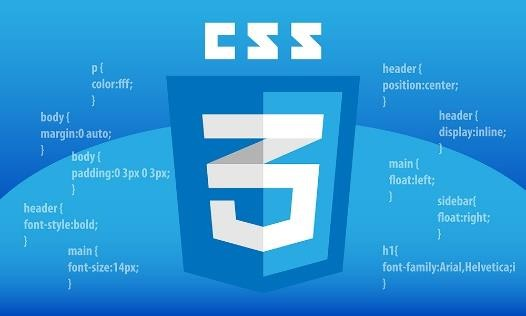 CSS
3
p {
color:fff;
}
body {
margin:0 auto;
}
body {
padding:0 3px 0 3px;
}
header {
font-style:bold;
}
main {
font-size:14px;
}
header {
position:center;
}
header {
display:inline;
}
main {
float:left;
}
sidebar{
float:right;
}
h1{
font-family:Arial,Helvetica;i
}